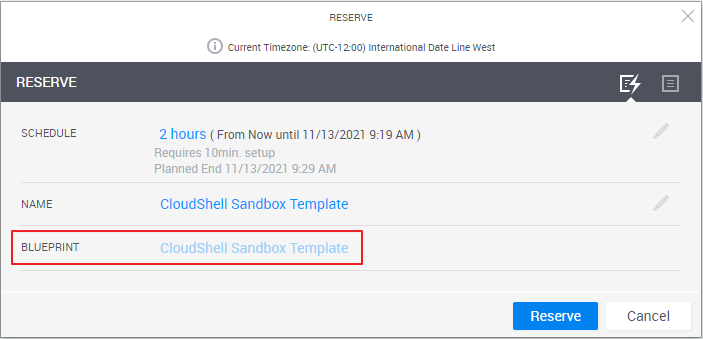 RESERVE
Current Timezone: (UTC-12:00) International Date Line West
RESERVE
SCHEDULE 2 hours ( From Now until 11/13/2021 9:19 AM )
Requires 10min. setup
Planned End 11/13/2021 9:29 AM
NAME CloudShell Sandbox Template
BLUEPRINT CloudShell Sandbox Template
Reserve Cancel